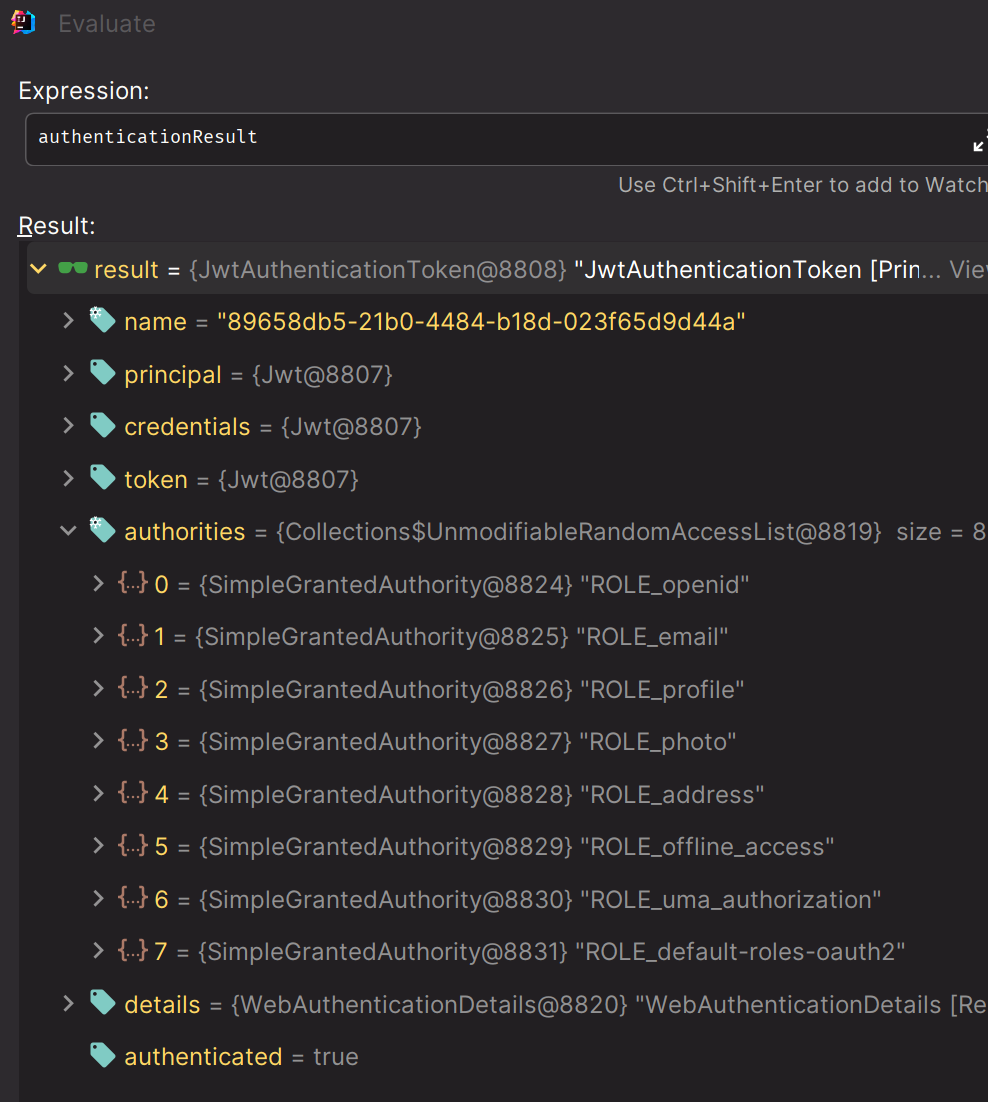 Evaluate
Expression:
authenticationResult
Use Ctrl+Shift+Enter to add to Watch
Result:
result = {JwtAuthenticationToken@8808} "JwtAuthenticationToken [Prin... Vie
name = "89658db5-21b0-4484-b18d-023f65d9d44a"
principal = {Jwt@8807}
credentials = {Jwt@8807}
token = {Jwt@8807}
authorities = {Collections$UnmodifiableRandomAccessList@8819} size = 8
{...} 0 = {SimpleGrantedAuthority@8824} "ROLE_openid"
{...} 1 = {SimpleGrantedAuthority@8825} "ROLE_email"
{...} 2 = {SimpleGrantedAuthority@8826} "ROLE_profile"
{...} 3 = {SimpleGrantedAuthority@8827} "ROLE_photo"
{...} 4 = {SimpleGrantedAuthority@8828} "ROLE_address"
{...} 5 = {SimpleGrantedAuthority@8829} "ROLE_offline_access"
{...} 6 = {SimpleGrantedAuthority@8830} "ROLE_uma_authorization"
{...} 7 = {SimpleGrantedAuthority@8831} "ROLE_default-roles-oauth2"
details = {WebAuthenticationDetails@8820} "WebAuthenticationDetails [Re
authenticated = true